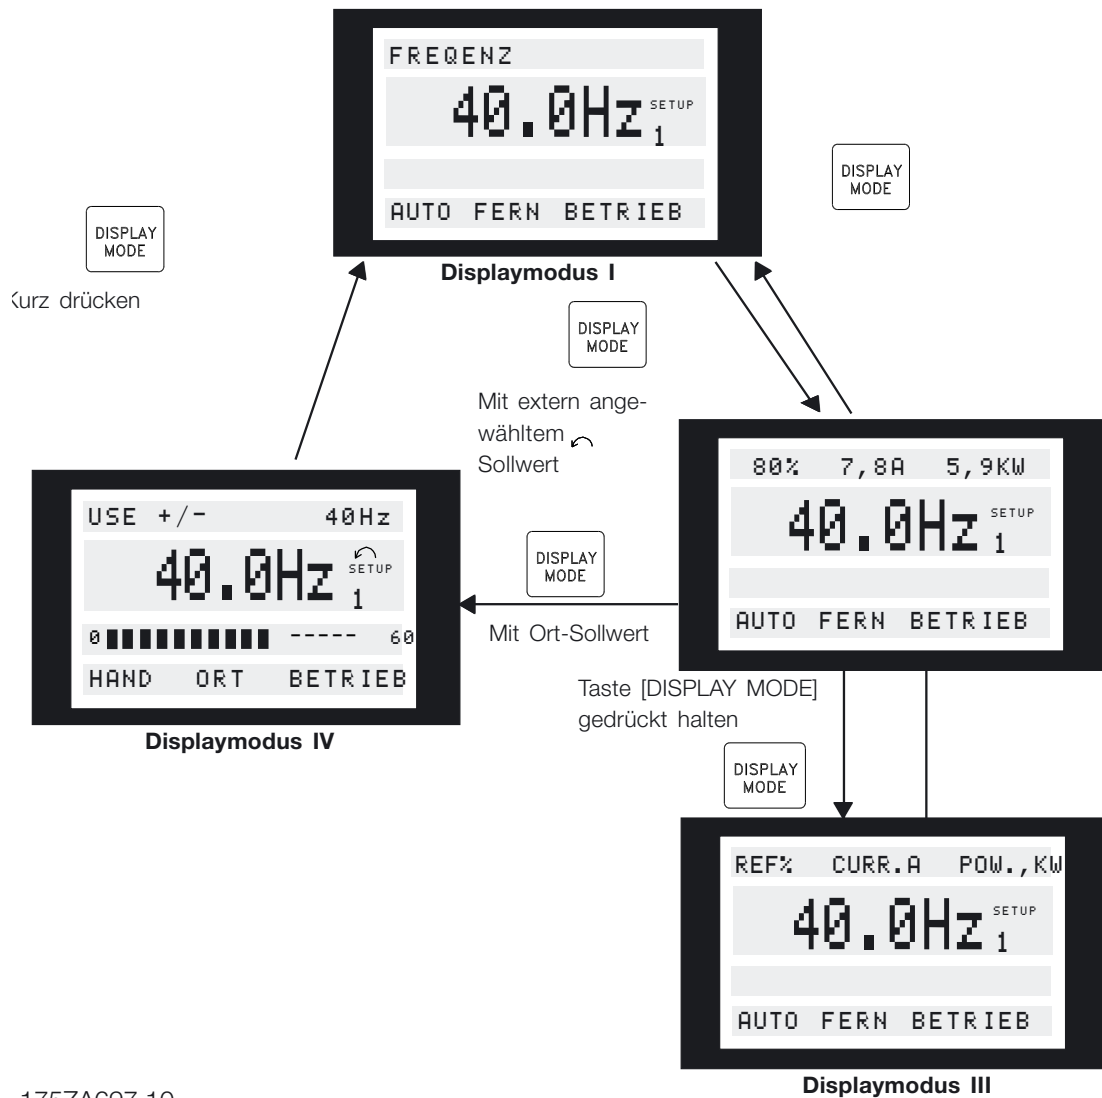 FREQENZ
40.0Hz SETUP 1
AUTO FERN BETRIEB
Displaymodus I
DISPLAY MODE
DISPLAY MODE
Kurz drücken
DISPLAY MODE
Mit extern ange-
wähltem
Sollwert
80% 7,8A 5,9KW
40.0Hz SETUP 1
AUTO FERN BETRIEB
USE +/- 40Hz
40.0Hz SETUP 1
0 ----- 60
HAND ORT BETRIEB
Displaymodus IV
DISPLAY MODE
Mit Ort-Sollwert
Taste [DISPLAY MODE]
gedrückt halten
DISPLAY MODE
REF% CURR.A POW.,KW
40.0Hz SETUP 1
AUTO FERN BETRIEB
Displaymodus III